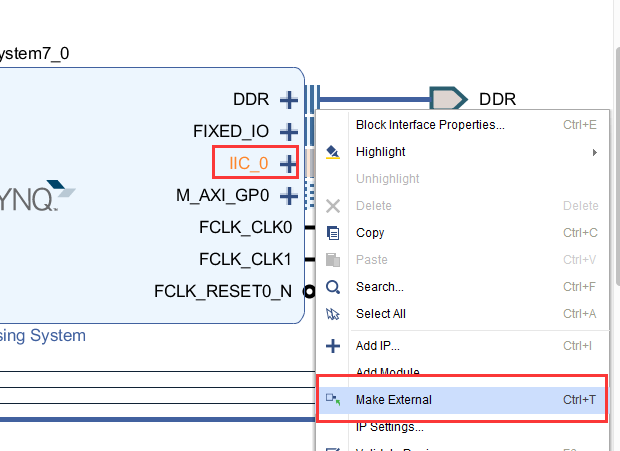 ystem7_0
DDR
DDR
FIXED_IO
IIC_0
YNQ
M_AXI_GP0
FCLK_CLK0
FCLK_CLK1
FCLK_RESET0_N
sing System
Block Interface Properties... Ctrl+E
Highlight
Unhighlight
Delete Delete
Copy Ctrl+C
Paste Ctrl+V
Search... Ctrl+F
Select All Ctrl+A
Add IP... Ctrl+I
Add Module
Make External Ctrl+T
IP Settings...